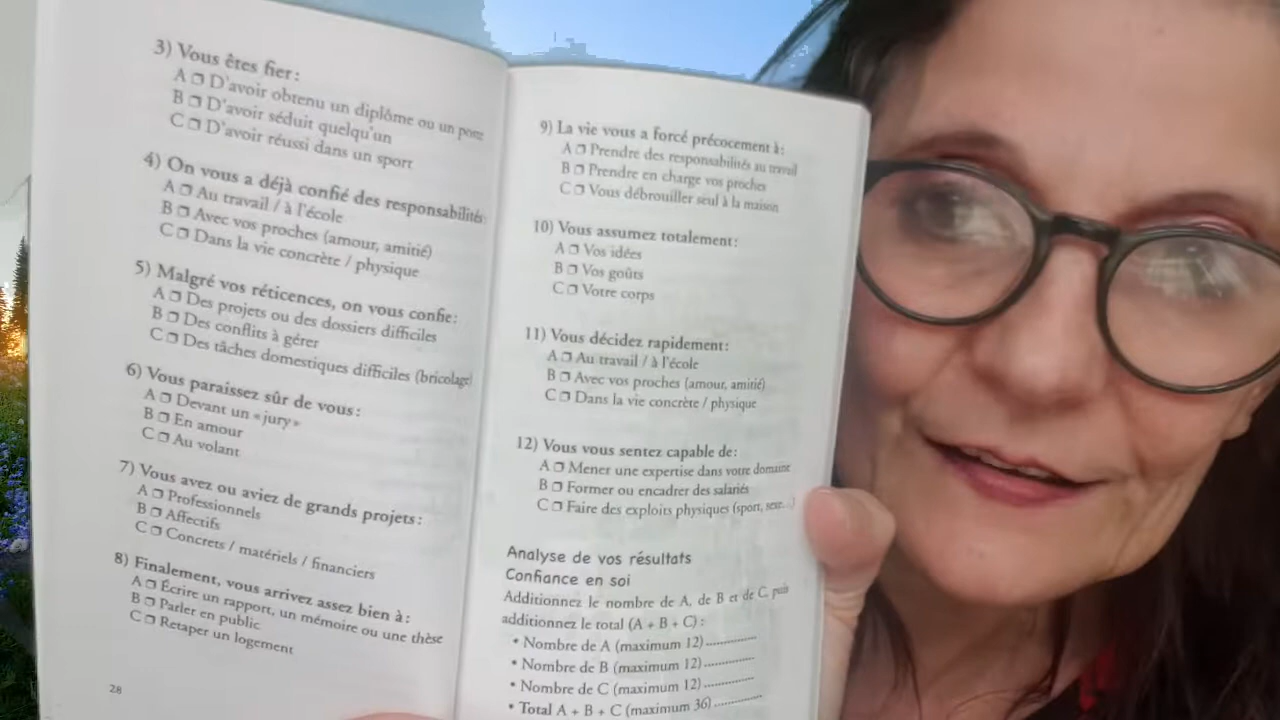 3) Vous êtes fier :
A ❒ D'avoir obtenu un diplôme ou un poste
B ❒ D'avoir séduit quelqu'un
C ❒ D'avoir réussi dans un sport
4) On vous a déjà confié des responsabilités :
A ❒ Au travail / à l'école
B ❒ Avec vos proches (amour, amitié)
C ❒ Dans la vie concrète / physique
5) Malgré vos réticences, on vous confie :
A ❒ Des projets ou des dossiers difficiles
B ❒ Des conflits à gérer
C ❒ Des tâches domestiques difficiles (bricolage)
6) Vous paraissez sûr de vous :
A ❒ Devant un « jury »
B ❒ En amour
C ❒ Au volant
7) Vous avez ou aviez de grands projets :
A ❒ Professionnels
B ❒ Affectifs
C ❒ Concrets / matériels / financiers
8) Finalement, vous arrivez assez bien à :
A ❒ Écrire un rapport, un mémoire ou une thèse
B ❒ Parler en public
C ❒ Retaper un logement
28
9) La vie vous a forcé précocement à :
A ❒ Prendre des responsabilités au travail
B ❒ Prendre en charge vos proches
C ❒ Vous débrouiller seul à la maison
10) Vous assumez totalement :
A ❒ Vos idées
B ❒ Vos goûts
C ❒ Votre corps
11) Vous décidez rapidement :
A ❒ Au travail / à l'école
B ❒ Avec vos proches (amour, amitié)
C ❒ Dans la vie concrète / physique
12) Vous vous sentez capable de :
A ❒ Mener une expertise dans votre domaine
B ❒ Former ou encadrer des salariés
C ❒ Faire des exploits physiques (sport, sexe...)
Analyse de vos résultats
Confiance en soi
Additionnez le nombre de A, de B et de C, puis
additionnez le total (A + B + C) :
• Nombre de A (maximum 12) ..............
• Nombre de B (maximum 12) ..............
• Nombre de C (maximum 12) ..............
• Total A + B + C (maximum 36) ..............